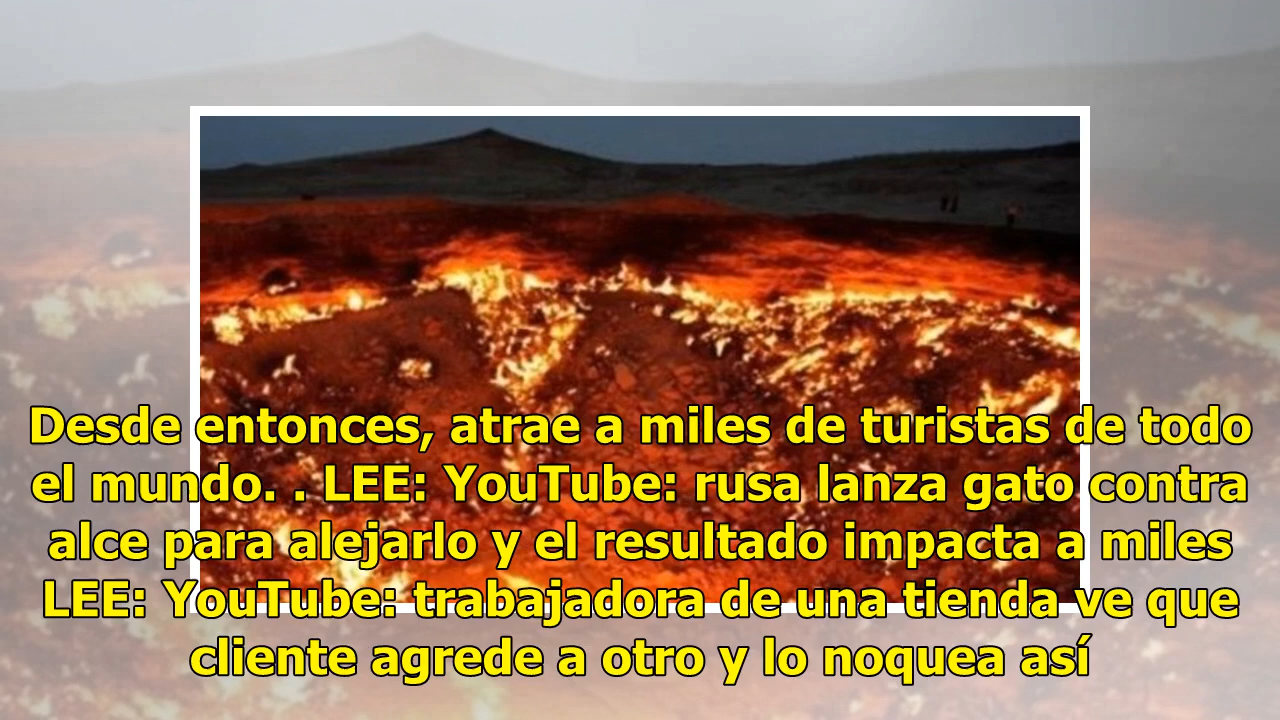 Desde entonces, atrae a miles de turistas de todo
el mundo. . LEE: YouTube: rusa lanza gato contra
alce para alejarlo y el resultado impacta a miles
LEE: YouTube: trabajadora de una tienda ve que
cliente agrede a otro y lo noquea así